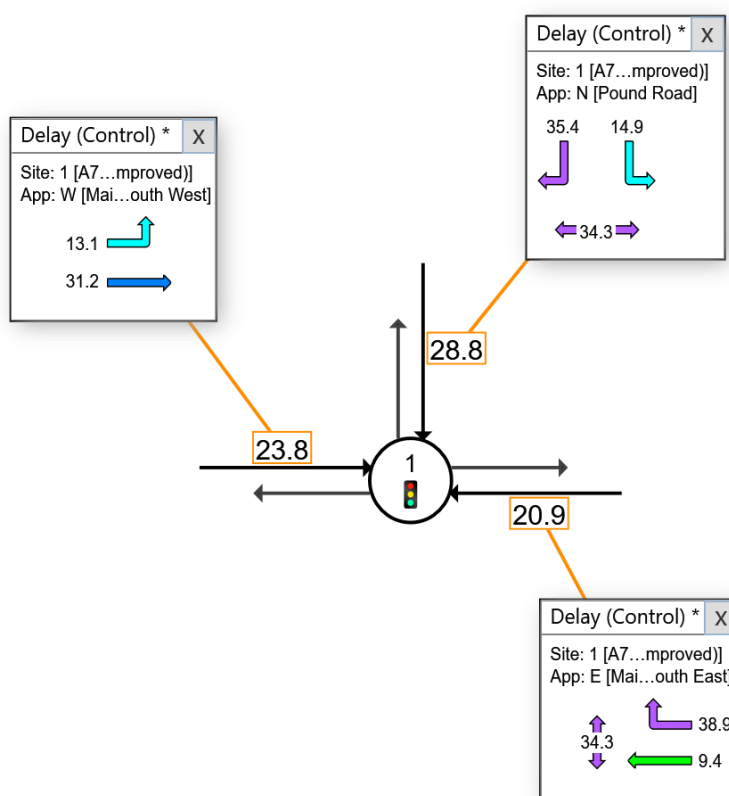 Delay (Control) * X
Site: 1 [A7...mproved)]
App: N [Pound Road]
35.4 14.9
34.3
Delay (Control) * X
Site: 1 [A7...mproved)]
App: W [Mai...outh West]
13.1
31.2
28.8
23.8
1
20.9
Delay (Control) * X
Site: 1 [A7...mproved)]
App: E [Mai...outh East]
38.9
34.3
9.4